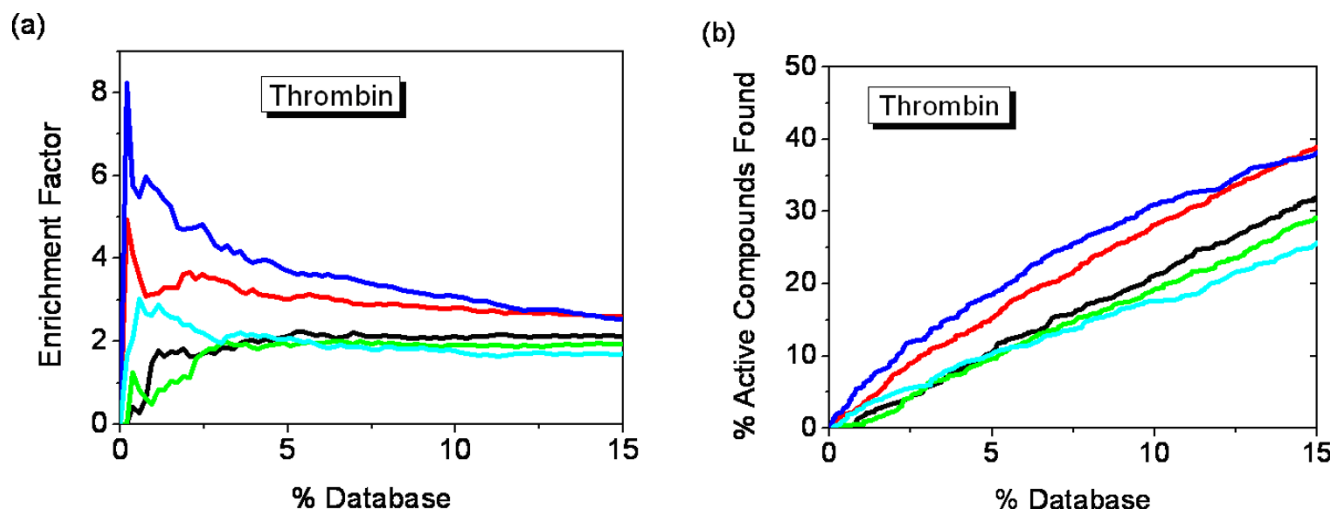 (a)
Thrombin
Enrichment Factor
8
6
4
2
0
0 5 10 15
% Database
(b)
Thrombin
% Active Compounds Found
50
40
30
20
10
0
0 5 10 15
% Database